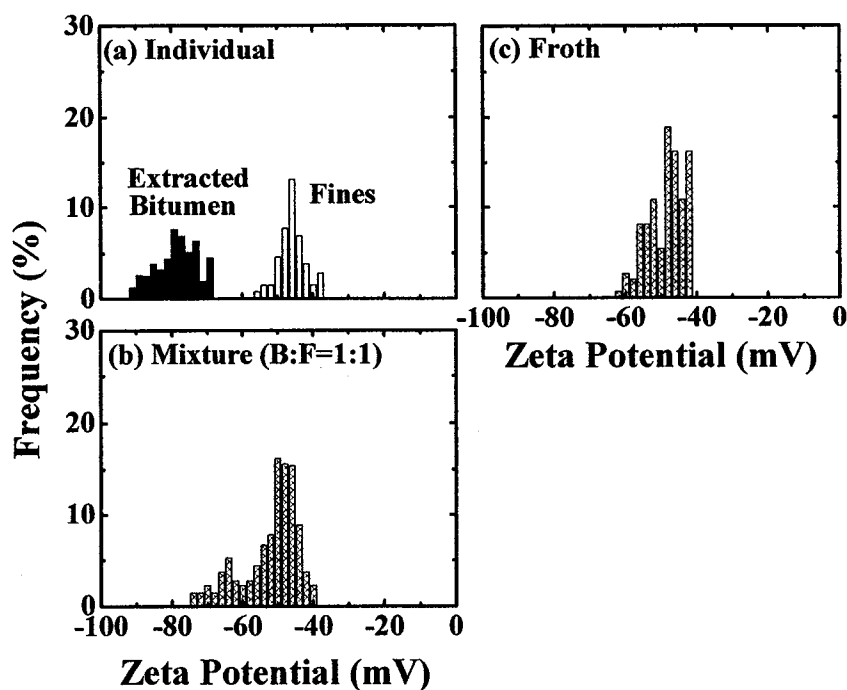 30
(a) Individual
(c) Froth
20
Extracted
Bitumen
Fines
10
0
-100 -80 -60 -40 -20 0
Zeta Potential (mV)
30
(b) Mixture (B:F=1:1)
20
10
0
-100 -80 -60 -40 -20 0
Zeta Potential (mV)
Frequency (%)